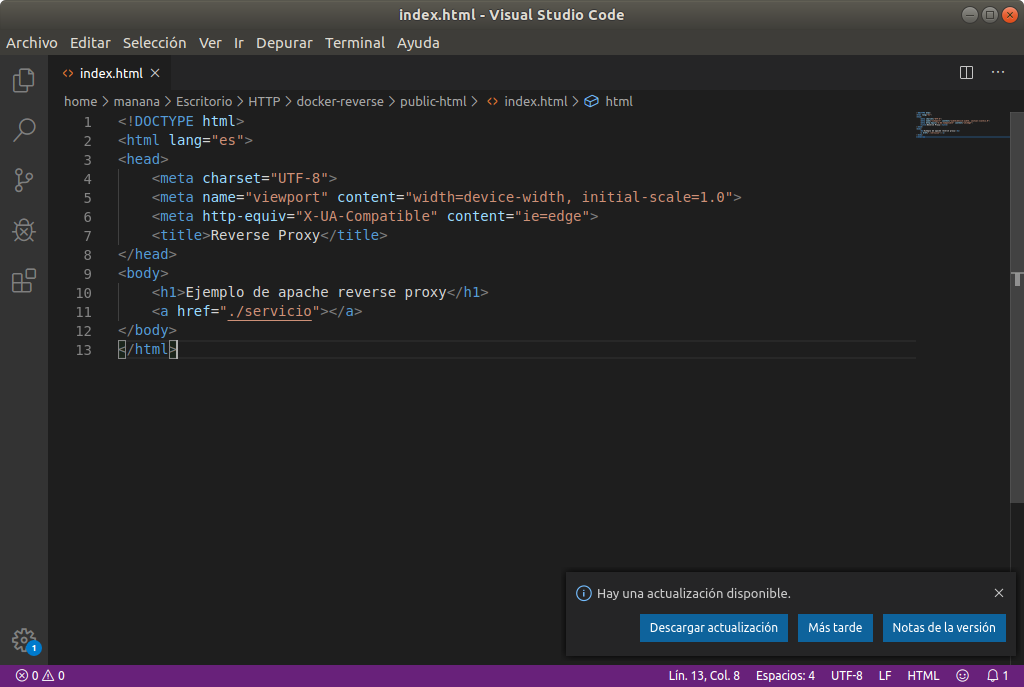 index.html - Visual Studio Code
Archivo Editar Selección Ver Ir Depurar Terminal Ayuda
index.html
home > manana > Escritorio > HTTP > docker-reverse > public-html > index.html > html
1 <!DOCTYPE html>
2 <html lang="es">
3 <head>
4 <meta charset="UTF-8">
5 <meta name="viewport" content="width=device-width, initial-scale=1.0">
6 <meta http-equiv="X-UA-Compatible" content="ie=edge">
7 <title>Reverse Proxy</title>
8 </head>
9 <body>
10 <h1>Ejemplo de apache reverse proxy</h1>
11 <a href="./servicio"></a>
12 </body>
13 </html>
Hay una actualización disponible.
Descargar actualización Más tarde Notas de la versión
1
0 0 Lín. 13, Col. 8 Espacios: 4 UTF-8 LF HTML 1